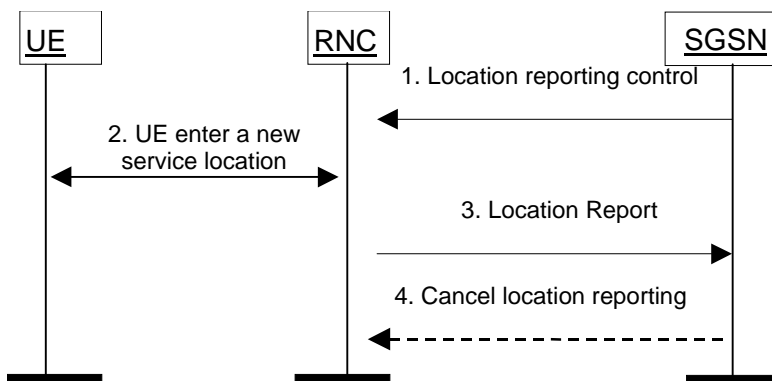 UE
RNC
SGSN
1. Location reporting control
2. UE enter a new
service location
3. Location Report
4. Cancel location reporting